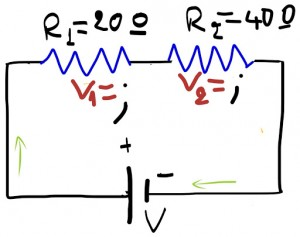 R₁=20 Ω R₂=40 Ω
V₁= ; V₂= ;
+ -
V